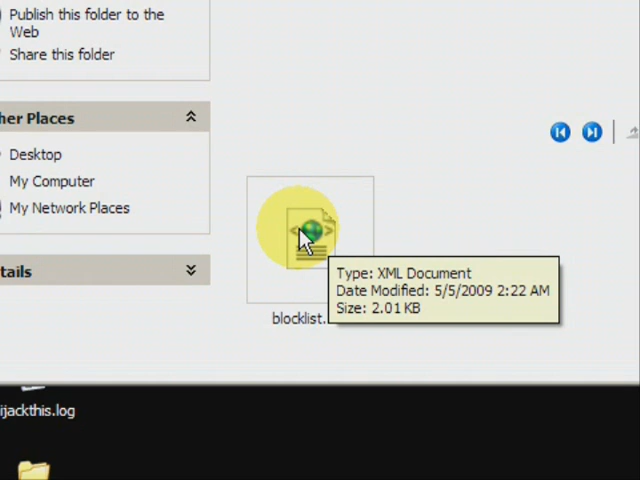 Publish this folder to the
Web
Share this folder
her Places
Desktop
My Computer
My Network Places
tails
Type: XML Document
Date Modified: 5/5/2009 2:22 AM
Size: 2.01 KB
blocklist.
ijackthis.log